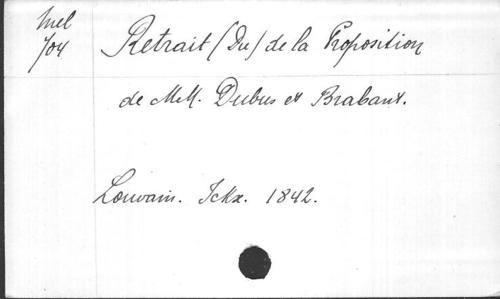 Mel
704
Retrait (Du) de la Proposition
de MM. Dubus et Brabant.
Louvain. Ickx. 1842.